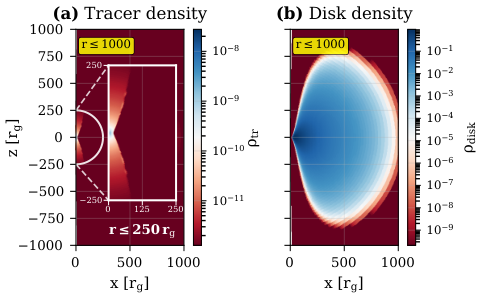 (a) Tracer density
(b) Disk density
r ≤ 1000
r ≤ 1000
1000
750
500
250
0
−250
−500
−750
−1000
z [r_g]
250
0
−250
0 125 250
r ≤ 250 r_g
0 500 1000
x [r_g]
10⁻⁸
10⁻⁹
10⁻¹⁰
10⁻¹¹
ρ_tr
0 500 1000
x [r_g]
10⁻¹
10⁻²
10⁻³
10⁻⁴
10⁻⁵
10⁻⁶
10⁻⁷
10⁻⁸
10⁻⁹
ρ_disk